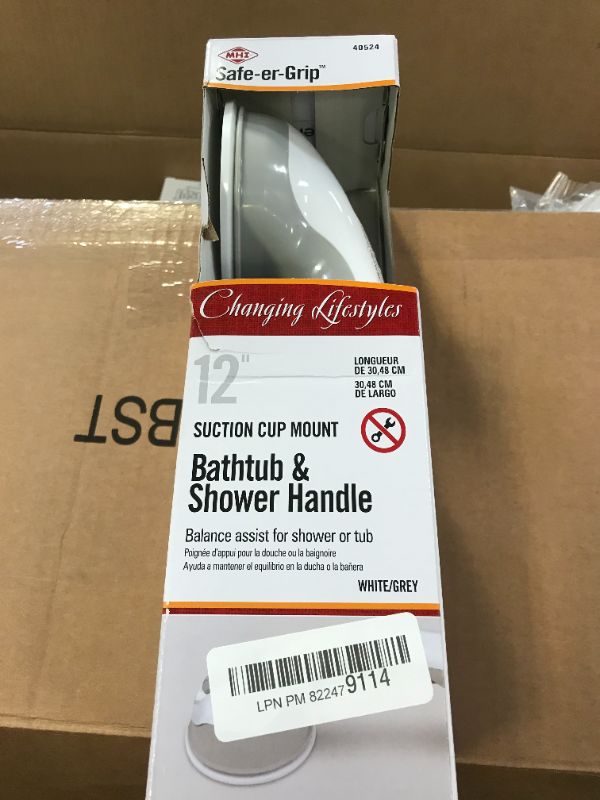 MHI
40524
Safe-er-Grip™
Changing Lifestyles
12"
LONGUEUR
DE 30,48 CM
30,48 CM
DE LARGO
SUCTION CUP MOUNT
Bathtub &
Shower Handle
Balance assist for shower or tub
Poignée d'appui pour la douche ou la baignoire
Ayuda a mantener el equilibrio en la ducha o la bañera
WHITE/GREY
LPN PM 822479114